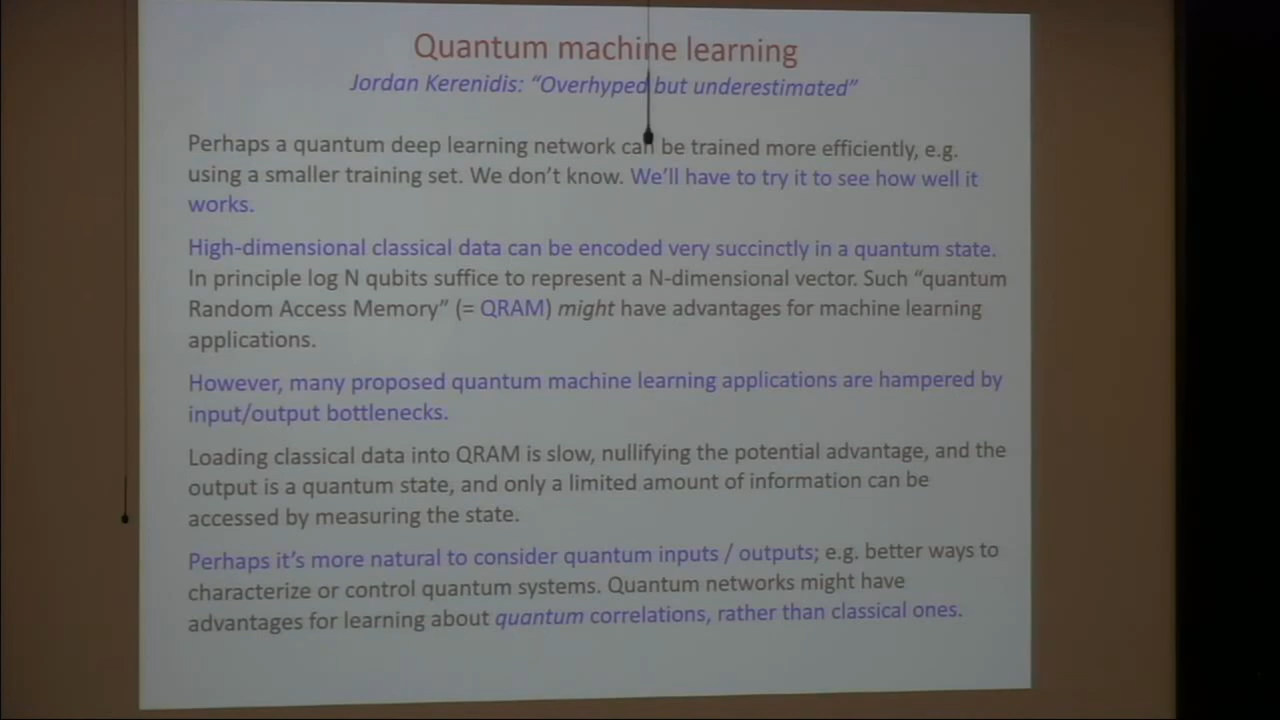 Quantum machine learning
Jordan Kerenidis: “Overhyped but underestimated”
Perhaps a quantum deep learning network can be trained more efficiently, e.g.
using a smaller training set. We don’t know. We’ll have to try it to see how well it
works.
High-dimensional classical data can be encoded very succinctly in a quantum state.
In principle log N qubits suffice to represent a N-dimensional vector. Such “quantum
Random Access Memory” (= QRAM) might have advantages for machine learning
applications.
However, many proposed quantum machine learning applications are hampered by
input/output bottlenecks.
Loading classical data into QRAM is slow, nullifying the potential advantage, and the
output is a quantum state, and only a limited amount of information can be
accessed by measuring the state.
Perhaps it’s more natural to consider quantum inputs / outputs; e.g. better ways to
characterize or control quantum systems. Quantum networks might have
advantages for learning about quantum correlations, rather than classical ones.